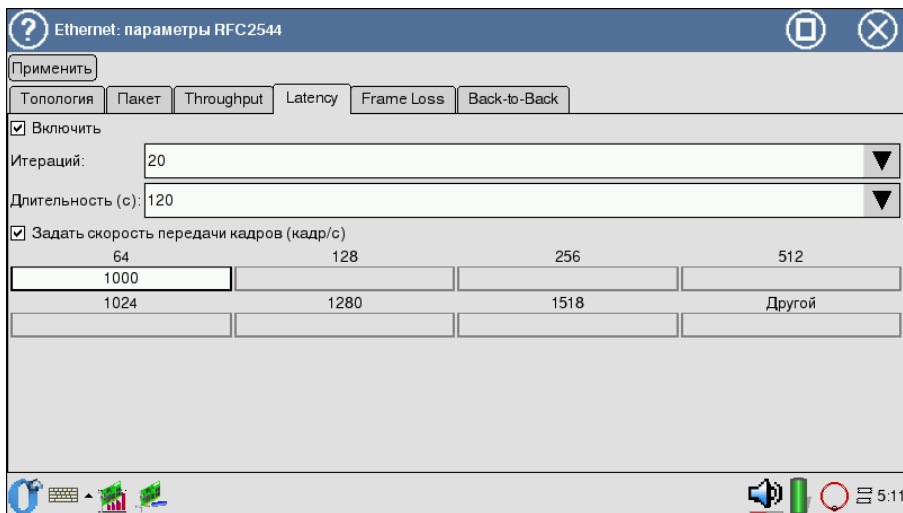 Ethernet: параметры RFC2544
Применить
Топология Пакет Throughput Latency Frame Loss Back-to-Back
Включить
Итераций: 20
Длительность (с): 120
Задать скорость передачи кадров (кадр/с)
64 128 256 512
1000
1024 1280 1518 Другой
5:11